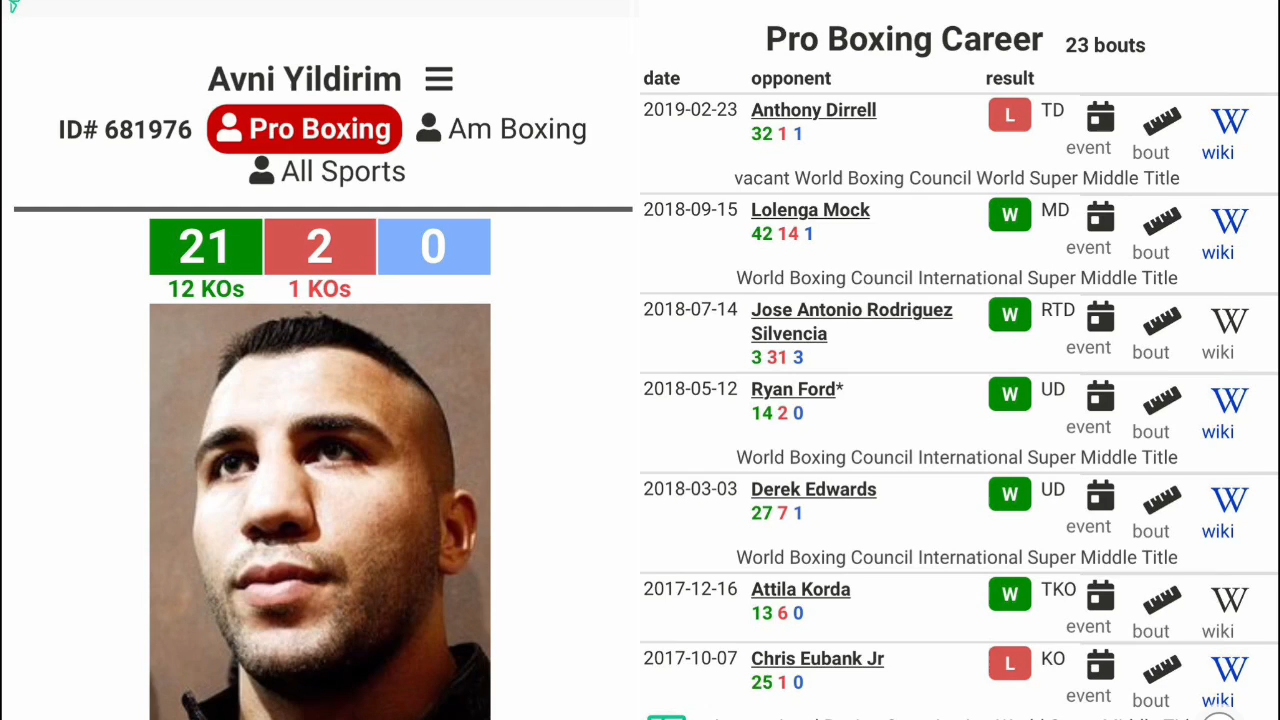 Avni Yildirim
ID# 681976 Pro Boxing Am Boxing
All Sports
21 2 0
12 KOs 1 KOs
Pro Boxing Career 23 bouts
date opponent result
2019-02-23 Anthony Dirrell L TD
32 1 1
event bout wiki
vacant World Boxing Council World Super Middle Title
2018-09-15 Lolenga Mock W MD
42 14 1
event bout wiki
World Boxing Council International Super Middle Title
2018-07-14 Jose Antonio Rodriguez W RTD
Silvencia
3 31 3
event bout wiki
2018-05-12 Ryan Ford* W UD
14 2 0
event bout wiki
World Boxing Council International Super Middle Title
2018-03-03 Derek Edwards W UD
27 7 1
event bout wiki
World Boxing Council International Super Middle Title
2017-12-16 Attila Korda W TKO
13 6 0
event bout wiki
2017-10-07 Chris Eubank Jr L KO
25 1 0
event bout wiki